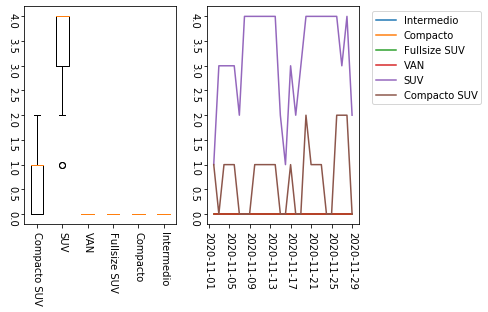 4.0
3.5
3.0
2.5
2.0
1.5
1.0
0.5
0.0
Compacto SUV
SUV
VAN
Fullsize SUV
Compacto
Intermedio
4.0
3.5
3.0
2.5
2.0
1.5
1.0
0.5
0.0
2020-11-01
2020-11-05
2020-11-09
2020-11-13
2020-11-17
2020-11-21
2020-11-25
2020-11-29
Intermedio
Compacto
Fullsize SUV
VAN
SUV
Compacto SUV